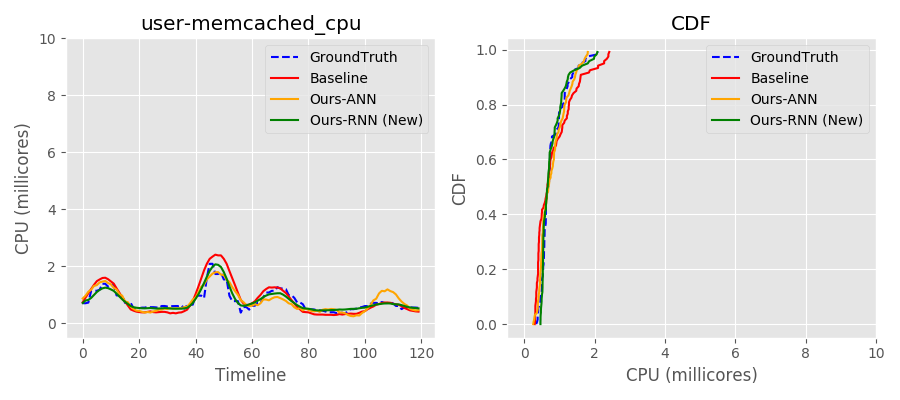 user-memcached_cpu
CPU (millicores)
10
8
6
4
2
0
GroundTruth
Baseline
Ours-ANN
Ours-RNN (New)
0 20 40 60 80 100 120
Timeline
CDF
CDF
1.0
0.8
0.6
0.4
0.2
0.0
GroundTruth
Baseline
Ours-ANN
Ours-RNN (New)
0 2 4 6 8 10
CPU (millicores)